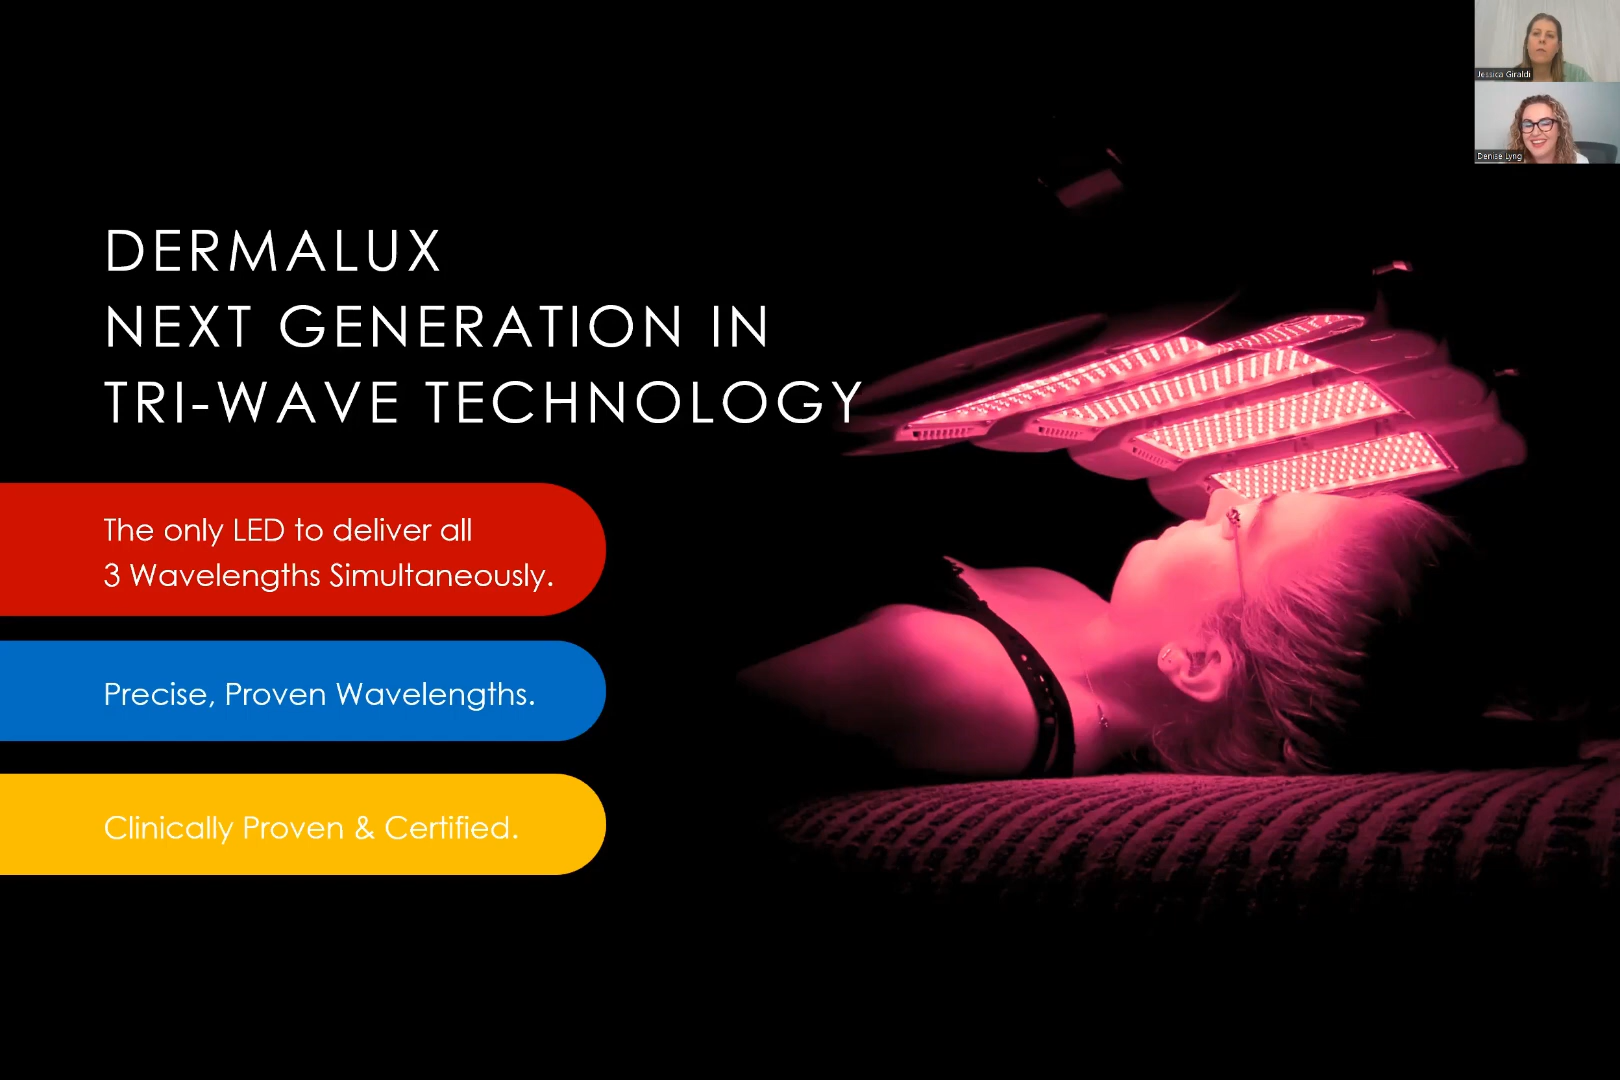 Jessica Giraldi
Denise Lyng
DERMALUX
NEXT GENERATION IN
TRI-WAVE TECHNOLOGY
The only LED to deliver all
3 Wavelengths Simultaneously.
Precise, Proven Wavelengths.
Clinically Proven & Certified.